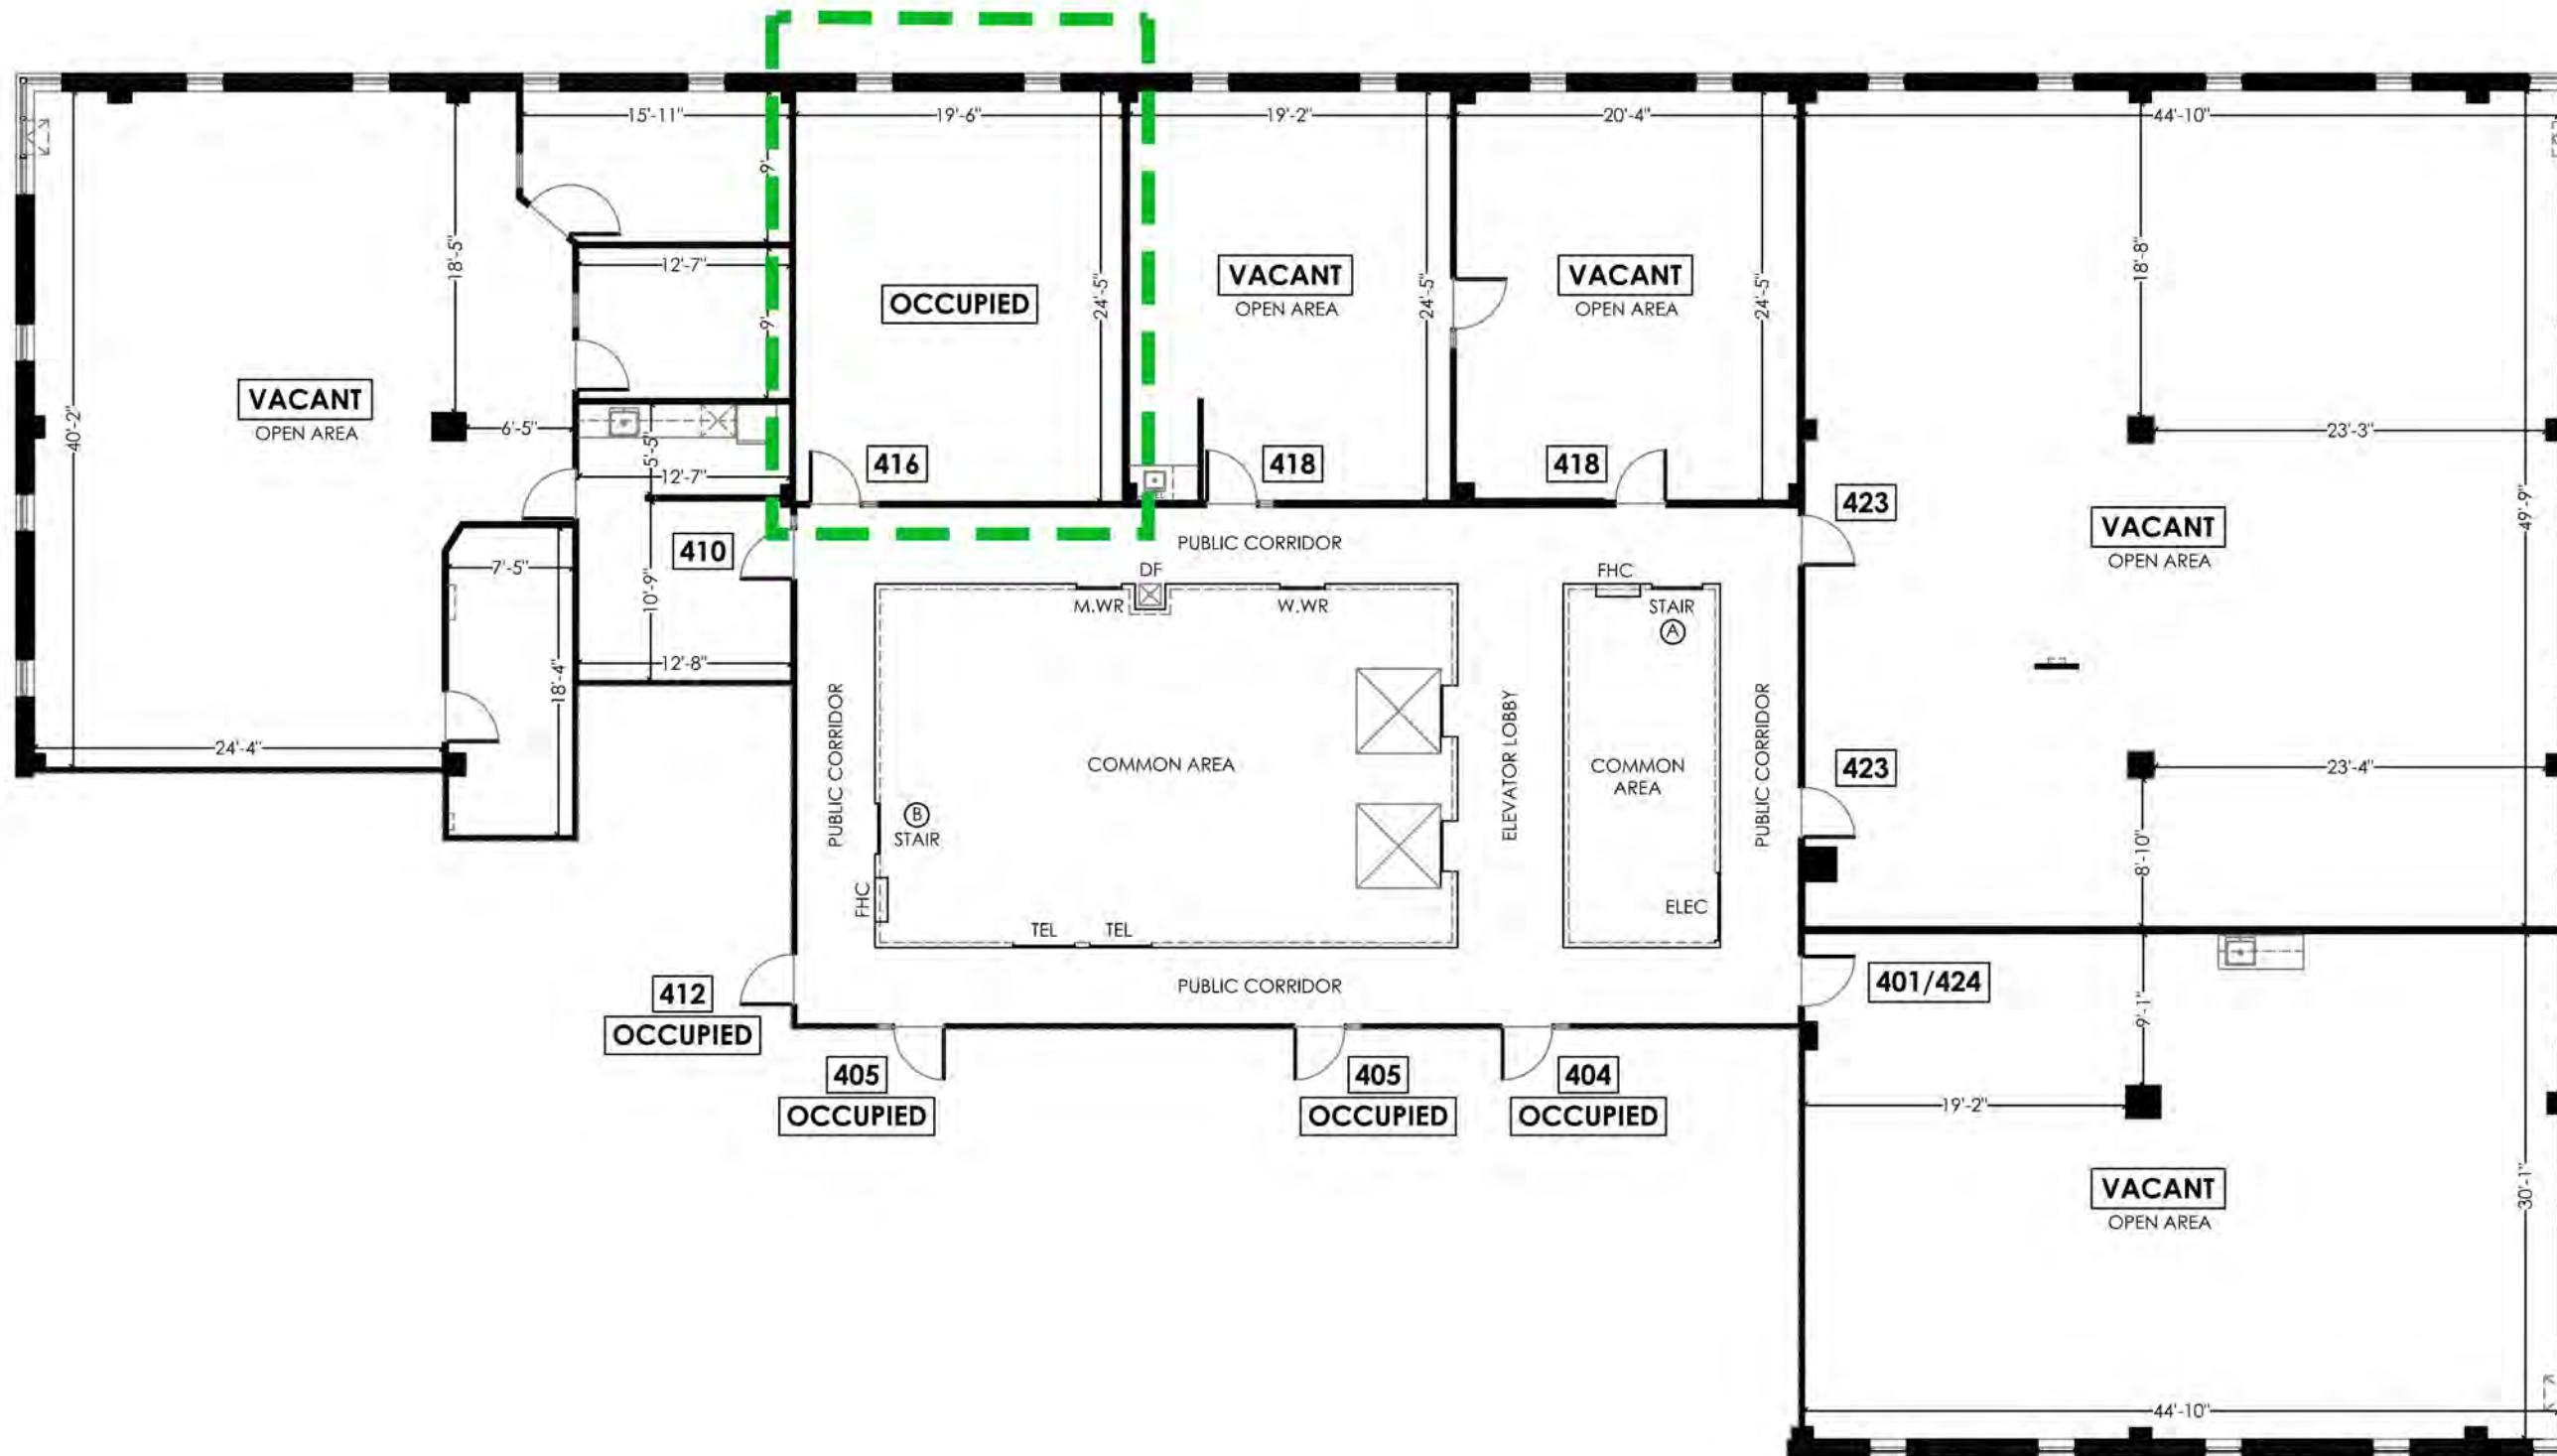 15'-11"
19'-6"
19'-2"
20'-4"
44'-10"
9'
18'-5"
12'-7"
9'
OCCUPIED
24'-5"
VACANT
OPEN AREA
24'-5"
VACANT
OPEN AREA
24'-5"
18'-8"
VACANT
OPEN AREA
40'-2"
6'-5"
5'-5"
12'-7"
416
418
418
23'-3"
423
49'-9"
VACANT
OPEN AREA
410
7'-5"
10'-9"
12'-8"
18'-4"
24'-4"
PUBLIC CORRIDOR
DF
M.WR
W.WR
FHC
STAIR
A
PUBLIC CORRIDOR
COMMON AREA
ELEVATOR LOBBY
COMMON
AREA
PUBLIC CORRIDOR
423
23'-4"
B
STAIR
8'-10"
FHC
ELEC
TEL
TEL
PUBLIC CORRIDOR
412
OCCUPIED
401/424
9'-1"
405
OCCUPIED
405
OCCUPIED
404
OCCUPIED
19'-2"
VACANT
OPEN AREA
30'-1"
44'-10"